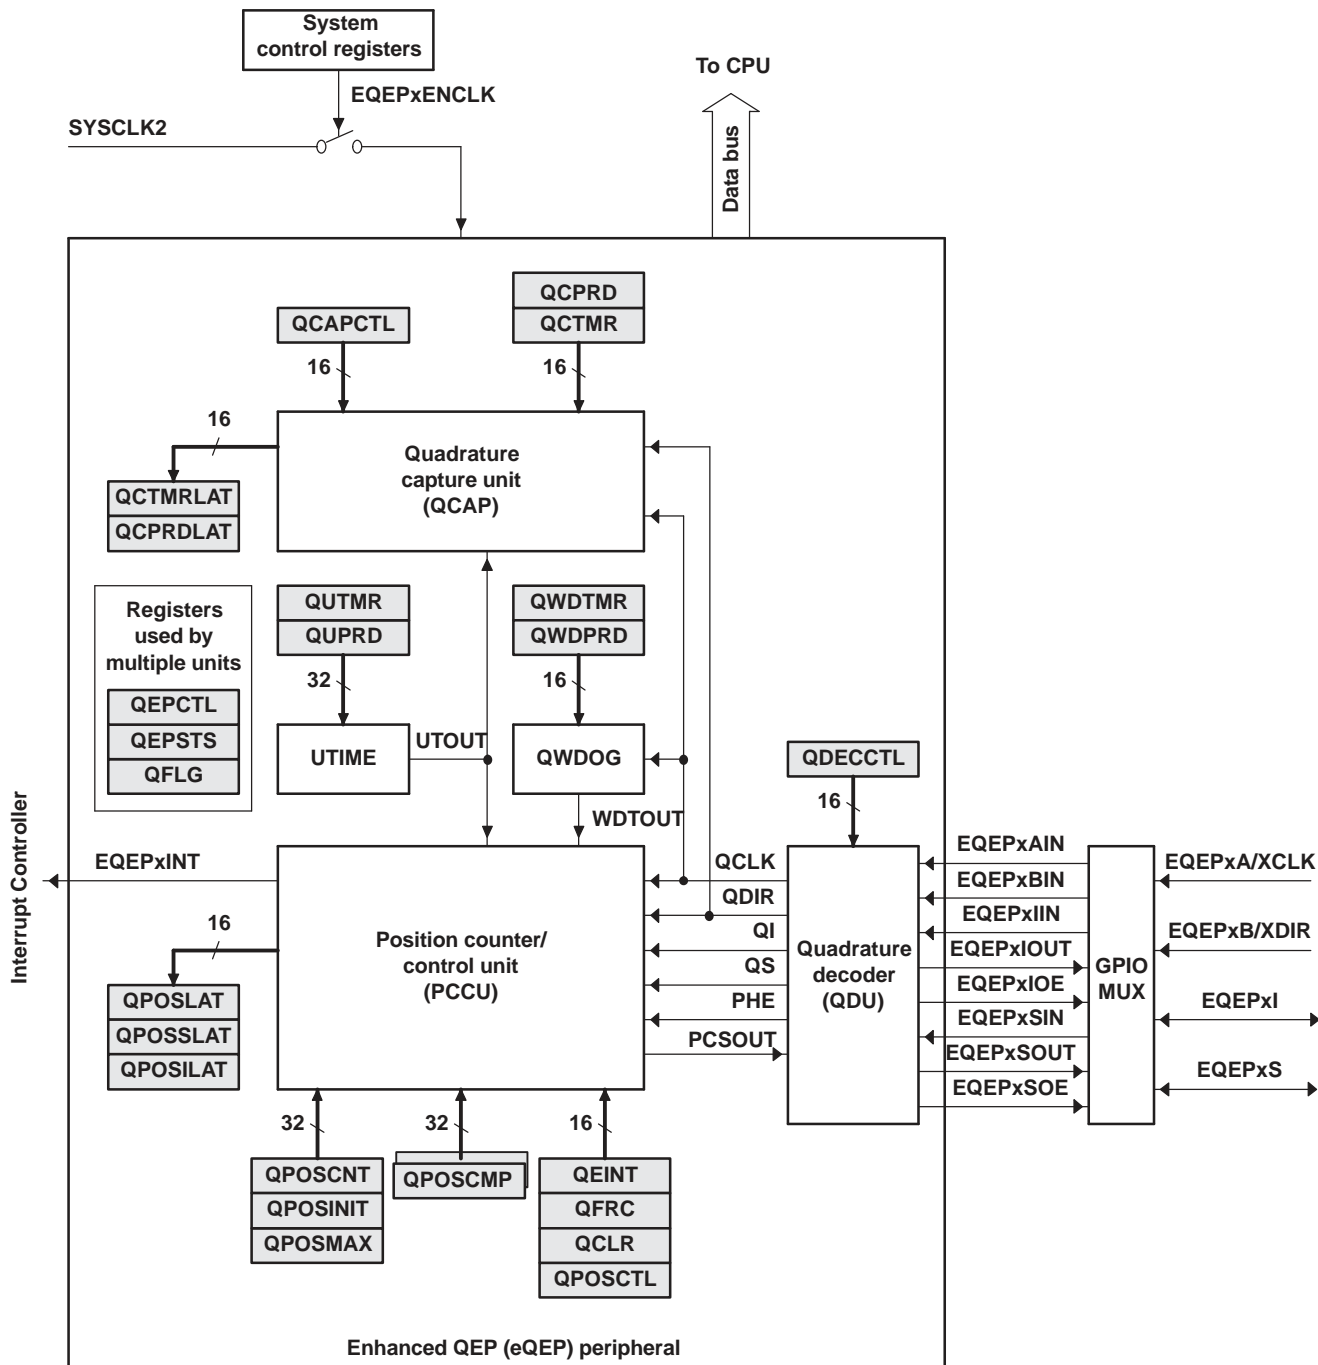 System
control registers
To CPU
EQEPxENCLK
SYSCLK2
Data bus
QCPRD
QCAPCTL
QCTMR
16
16
16
Quadrature
capture unit
(QCAP)
QCTMRLAT
QCPRDLAT
Registers
used by
multiple units
QEPCTL
QEPSTS
QFLG
QUTMR
QUPRD
QWDTMR
QWDPRD
32
16
UTIME
UTOUT
QWDOG
QDECCTL
16
WDTOUT
Interrupt Controller
EQEPxINT
16
Position counter/
control unit
(PCCU)
QCLK
QDIR
QI
QS
PHE
PCSOUT
Quadrature
decoder
(QDU)
EQEPxAIN
EQEPxBIN
EQEPxIIN
EQEPxIOUT
EQEPxIOE
EQEPxSIN
EQEPxSOUT
EQEPxSOE
GPIO
MUX
EQEPxA/XCLK
EQEPxB/XDIR
EQEPxI
EQEPxS
QPOSLAT
QPOSSLAT
QPOSILAT
32
32
16
QPOSCNT
QPOSINIT
QPOSMAX
QPOSCMP
QEINT
QFRC
QCLR
QPOSCTL
Enhanced QEP (eQEP) peripheral